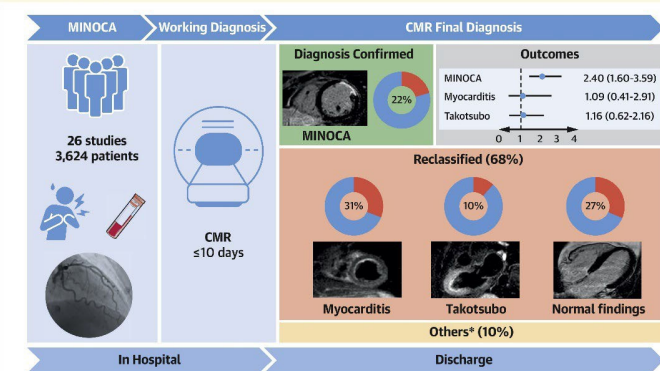 MINOCA
Working Diagnosis
CMR Final Diagnosis
26 studies
3,624 patients
CMR
≤10 days
Diagnosis Confirmed
22%
MINOCA
Outcomes
MINOCA 2.40 (1.60-3.59)
Myocarditis 1.09 (0.41-2.91)
Takotsubo 1.16 (0.62-2.16)
0 1 2 3 4
Reclassified (68%)
31% 10% 27%
Myocarditis Takotsubo Normal findings
Others* (10%)
In Hospital
Discharge